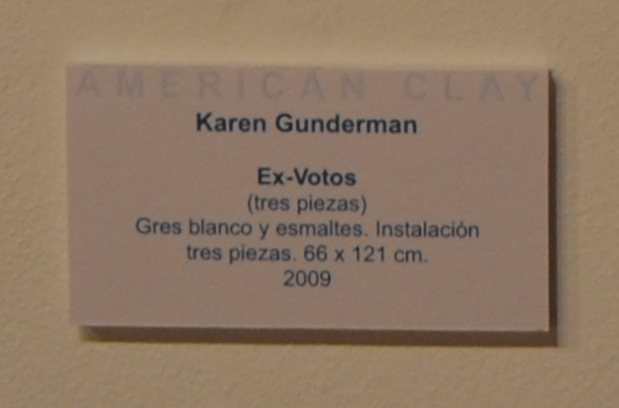 AMERICAN CLAY
Karen Gunderman
Ex-Votos
(tres piezas)
Gres blanco y esmaltes. Instalación
tres piezas. 66 x 121 cm.
2009